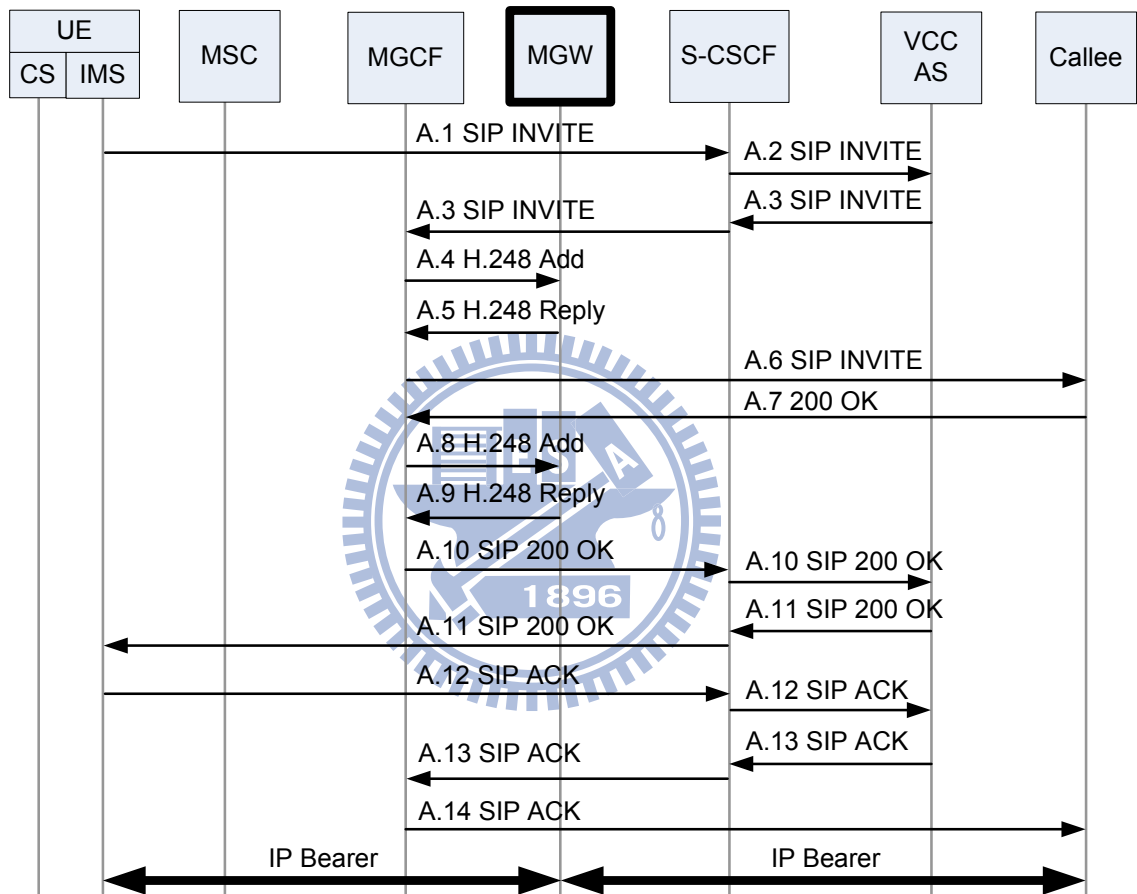 UE
CS IMS
MSC
MGCF
MGW
S-CSCF
VCC
AS
Callee
A.1 SIP INVITE
A.2 SIP INVITE
A.3 SIP INVITE
A.3 SIP INVITE
A.4 H.248 Add
A.5 H.248 Reply
A.6 SIP INVITE
A.7 200 OK
A.8 H.248 Add
A.9 H.248 Reply
A.10 SIP 200 OK
A.10 SIP 200 OK
A.11 SIP 200 OK
A.11 SIP 200 OK
A.12 SIP ACK
A.12 SIP ACK
A.13 SIP ACK
A.13 SIP ACK
A.14 SIP ACK
IP Bearer
IP Bearer
1896